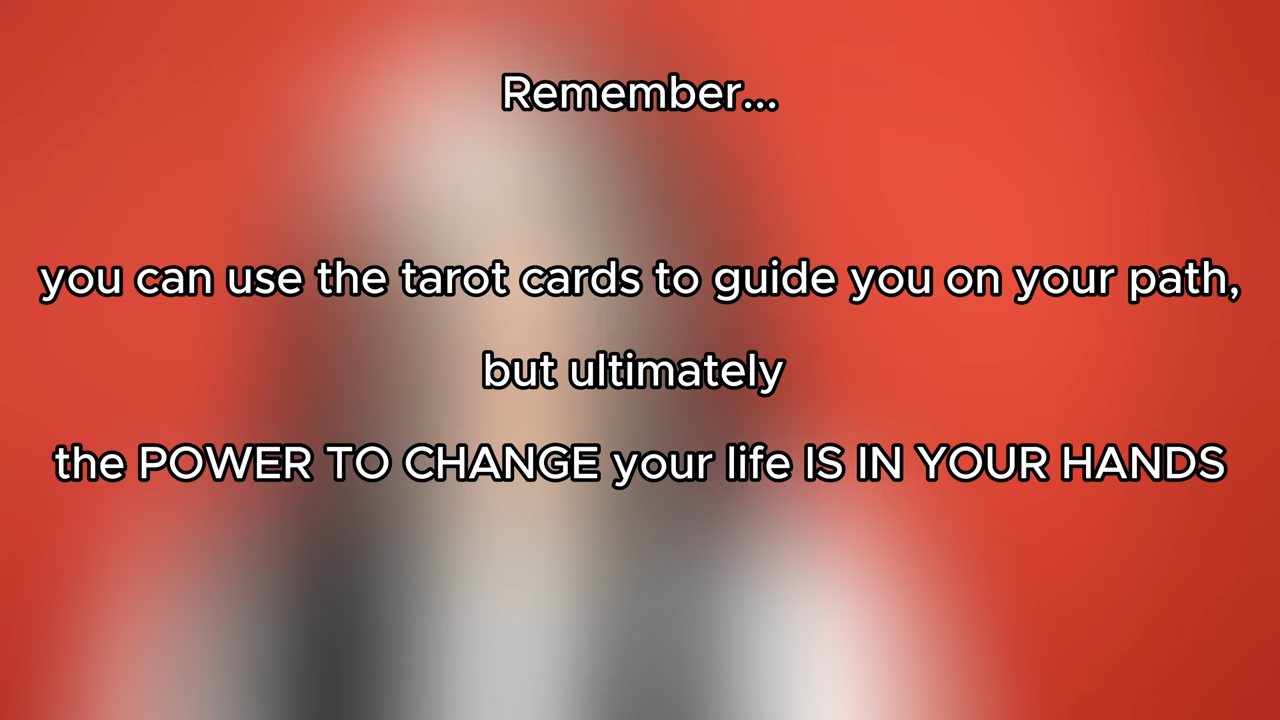 Remember...
you can use the tarot cards to guide you on your path,
but ultimately
the POWER TO CHANGE your life IS IN YOUR HANDS